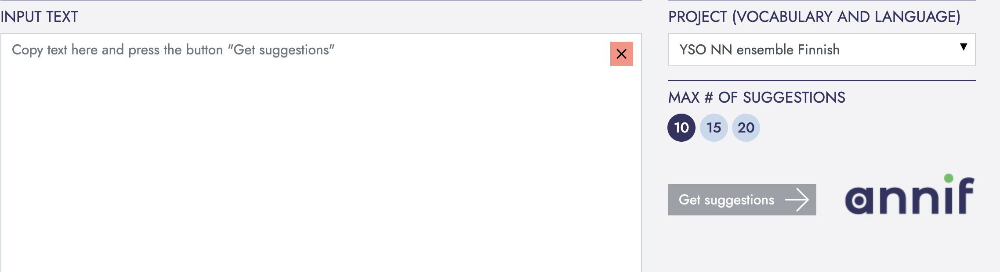 INPUT TEXT
Copy text here and press the button "Get suggestions"
PROJECT (VOCABULARY AND LANGUAGE)
YSO NN ensemble Finnish
MAX # OF SUGGESTIONS
10 15 20
Get suggestions
annif